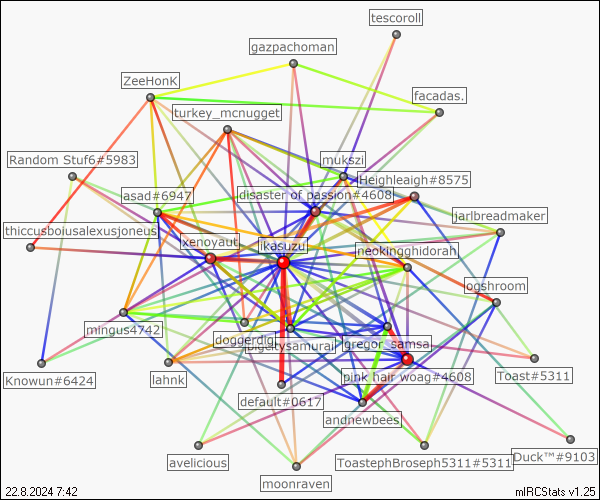 tescoroll
gazpachoman
ZeeHonK
facadas.
turkey_mcnugget
mukszi
Random Stuf6#5983
Heighleigh#8575
asad#6947
disaster of passion#4608
jarlbreadmaker
thiccusboiusalexusjoneus
xenoyaut
ikasuzu
neokingghidorah
ogshroom
mingus4742
doggerdig
bigcitysamurai
gregor_samsa
Knowun#6424
lahnk
pink hair woag#4608
Toast#5311
default#0617
andnewbees
avelicious
ToastephBroseph5311#5311
Duck™#9103
moonraven
22.8.2024 7:42
mIRCStats v1.25